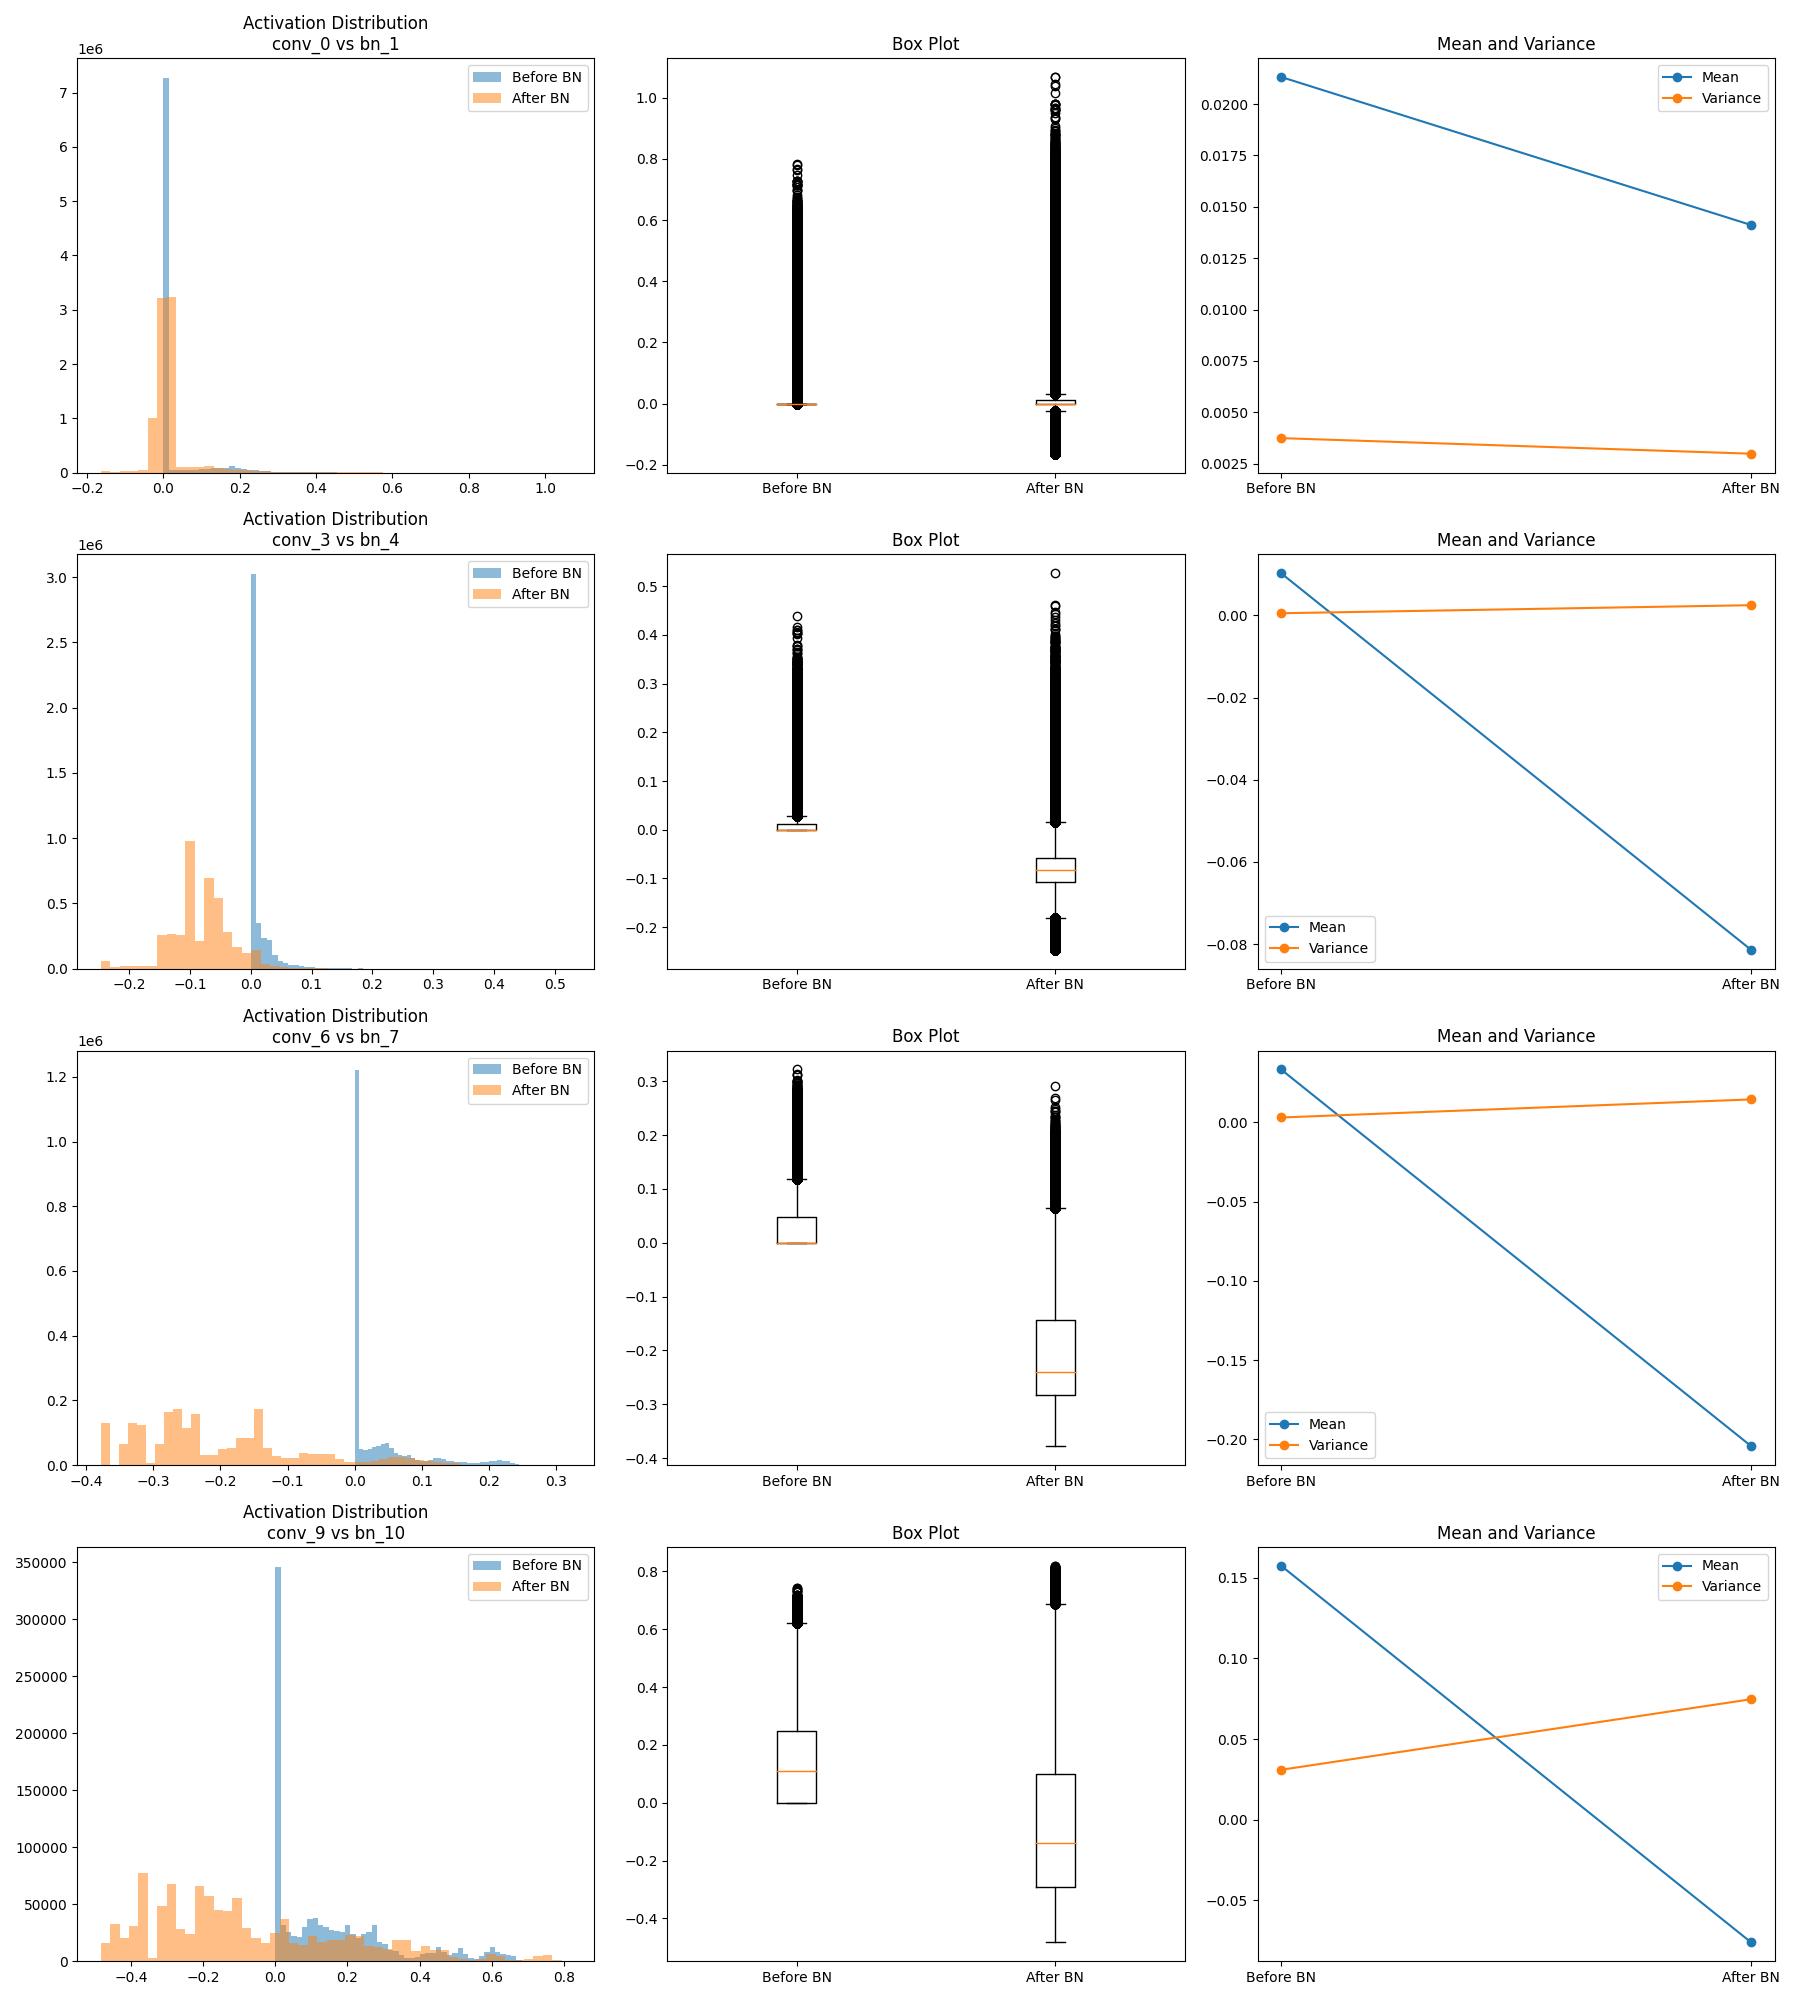 Activation Distribution
conv_0 vs bn_1
1e6
Before BN
After BN
7
6
5
4
3
2
1
0
−0.2 0.0 0.2 0.4 0.6 0.8 1.0
Box Plot
1.0
0.8
0.6
0.4
0.2
0.0
−0.2
Before BN After BN
Mean and Variance
Mean
Variance
0.0200
0.0175
0.0150
0.0125
0.0100
0.0075
0.0050
0.0025
Before BN After BN
Activation Distribution
conv_3 vs bn_4
1e6
Before BN
After BN
3.0
2.5
2.0
1.5
1.0
0.5
0.0
−0.2 −0.1 0.0 0.1 0.2 0.3 0.4 0.5
Box Plot
0.5
0.4
0.3
0.2
0.1
0.0
−0.1
−0.2
Before BN After BN
Mean and Variance
0.00
−0.02
−0.04
−0.06
−0.08
Mean
Variance
Before BN After BN
Activation Distribution
conv_6 vs bn_7
1e6
Before BN
After BN
1.2
1.0
0.8
0.6
0.4
0.2
0.0
−0.4 −0.3 −0.2 −0.1 0.0 0.1 0.2 0.3
Box Plot
0.3
0.2
0.1
0.0
−0.1
−0.2
−0.3
−0.4
Before BN After BN
Mean and Variance
0.00
−0.05
−0.10
−0.15
−0.20
Mean
Variance
Before BN After BN
Activation Distribution
conv_9 vs bn_10
Before BN
After BN
350000
300000
250000
200000
150000
100000
50000
0
−0.4 −0.2 0.0 0.2 0.4 0.6 0.8
Box Plot
0.8
0.6
0.4
0.2
0.0
−0.2
−0.4
Before BN After BN
Mean and Variance
Mean
Variance
0.15
0.10
0.05
0.00
−0.05
Before BN After BN